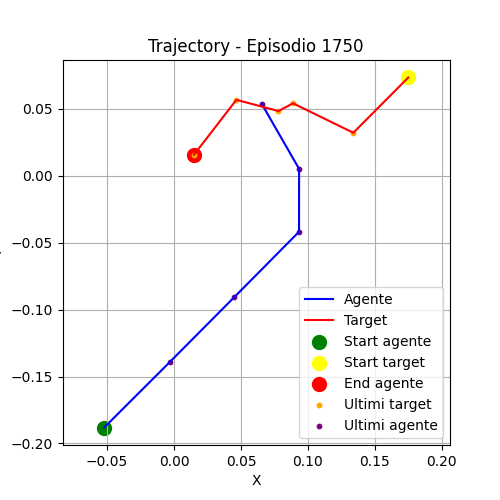 Trajectory - Episodio 1750
0.05
0.00
−0.05
−0.10
−0.15
−0.20
−0.05
0.00
0.05
0.10
0.15
0.20
X
Agente
Target
Start agente
Start target
End agente
Ultimi target
Ultimi agente